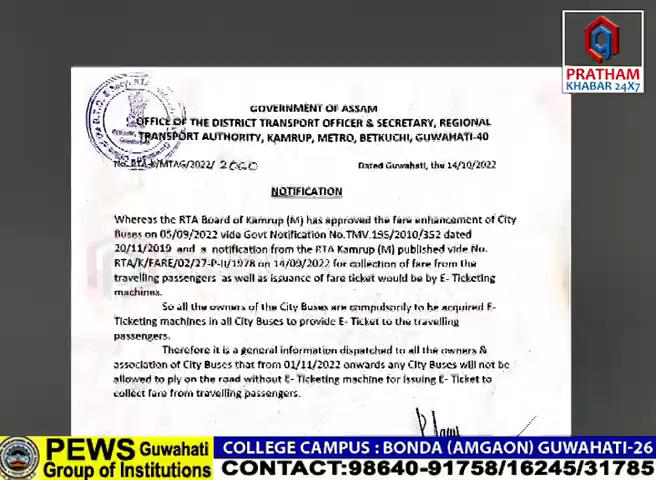 PRATHAM
KHABAR 24X7
GOVERNMENT OF ASSAM
OFFICE OF THE DISTRICT TRANSPORT OFFICER & SECRETARY, REGIONAL
TRANSPORT AUTHORITY, KAMRUP, METRO, BETKUCHI, GUWAHATI-40
No. RTA-K/MTAG/2022/ 2060 Dated Guwahati, the 14/10/2022
NOTIFICATION
Whereas the RTA Board of Kamrup (M) has approved the fare enhancement of City
Buses on 05/09/2022 vide Govt Notification No.TMV.195/2010/352 dated
20/11/2019 and a notification from the RTA Kamrup (M) published vide No.
RTA/K/FARE/02/27-P-II/1978 on 14/09/2022 for collection of fare from the
travelling passengers as well as issuance of fare ticket would be by E- Ticketing
machines.
So all the owners of the City Buses are compulsorily to be acquired E-
Ticketing machines in all City Buses to provide E- Ticket to the travelling
passengers.
Therefore it is a general information dispatched to all the owners &
association of City Buses that from 01/11/2022 onwards any City Buses will not be
allowed to ply on the road without E- Ticketing machine for issuing E- Ticket to
collect fare from travelling passengers.
PEWS Guwahati
Group of Institutions
COLLEGE CAMPUS : BONDA (AMGAON) GUWAHATI-26
CONTACT:98640-91758/16245/31785